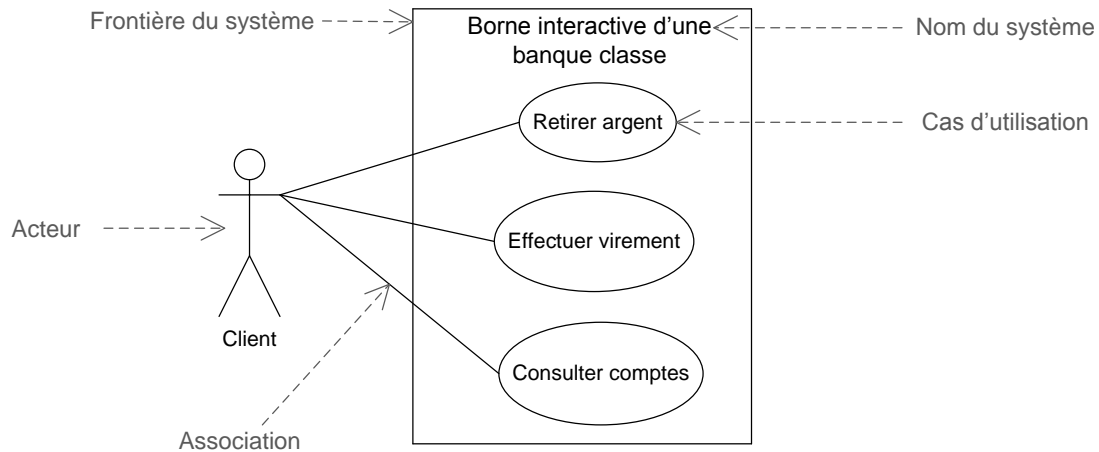 Frontière du système
Borne interactive d’une
banque classe
Nom du système
Retirer argent
Cas d’utilisation
Acteur
Effectuer virement
Client
Consulter comptes
Association